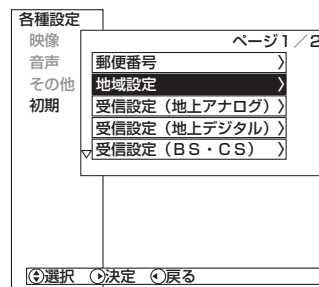 各種設定
映像
音声
その他
初期
ページ1／2
郵便番号 〉
地域設定 〉
受信設定（地上アナログ）〉
受信設定（地上デジタル）〉
受信設定（BS・CS） 〉
選択 決定 戻る